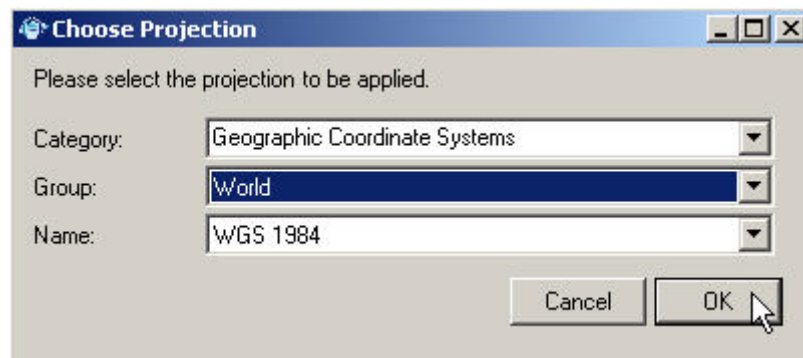 Choose Projection
Please select the projection to be applied.
Category: Geographic Coordinate Systems
Group: World
Name: WGS 1984
Cancel OK